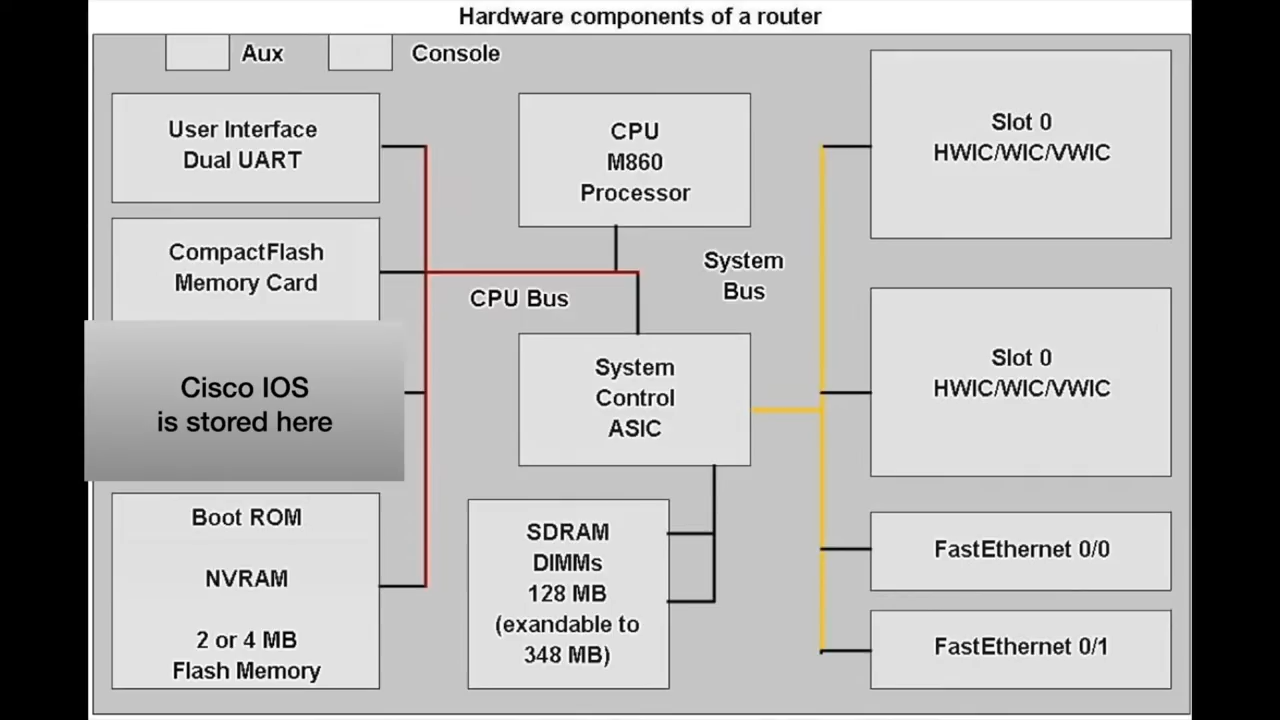 Hardware components of a router
Aux
Console
User Interface
Dual UART
CompactFlash
Memory Card
Cisco IOS
is stored here
Boot ROM
NVRAM
2 or 4 MB
Flash Memory
CPU
M860
Processor
CPU Bus
System
Bus
System
Control
ASIC
SDRAM
DIMMs
128 MB
(exandable to
348 MB)
Slot 0
HWIC/WIC/VWIC
Slot 0
HWIC/WIC/VWIC
FastEthernet 0/0
FastEthernet 0/1